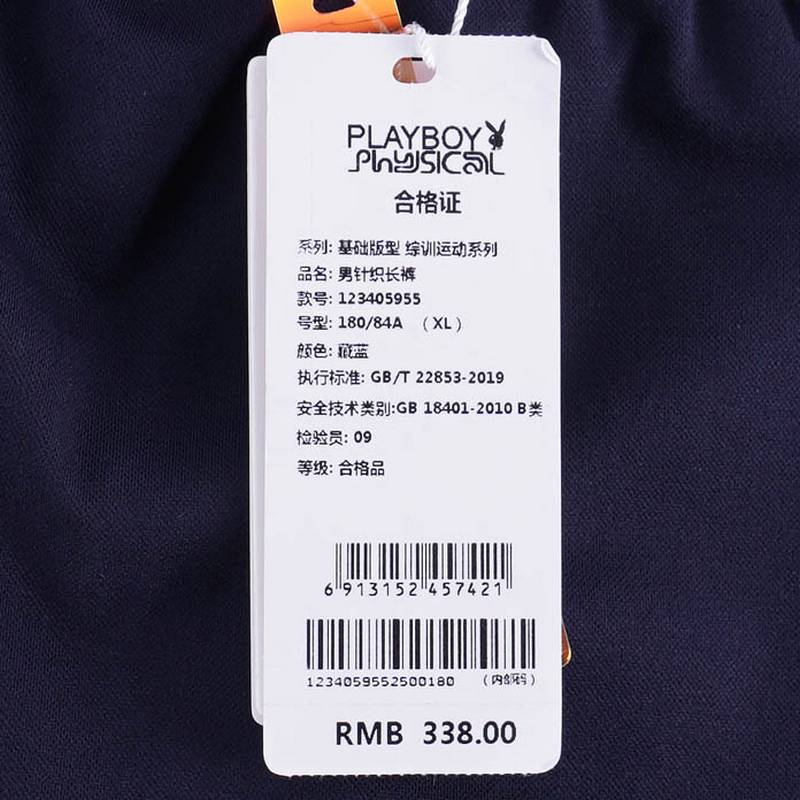 PLAYBOY
PhYSICAL
合格证
系列: 基础版型 综训运动系列
品名: 男针织长裤
款号: 123405955
号型: 180/84A （XL）
颜色: 藏蓝
执行标准: GB/T 22853-2019
安全技术类别:GB 18401-2010 B类
检验员: 09
等级: 合格品
6 913152 457421
1234059552500180 （内部码）
RMB 338.00